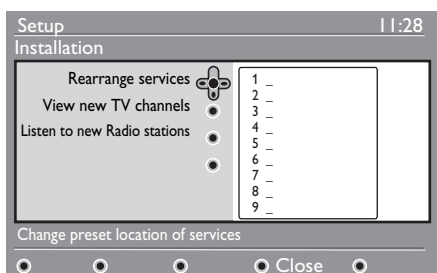 Setup 11:28
Installation
Rearrange services
View new TV channels
Listen to new Radio stations
1 _
2 _
3 _
4 _
5 _
6 _
7 _
8 _
9 _
Change preset location of services
Close